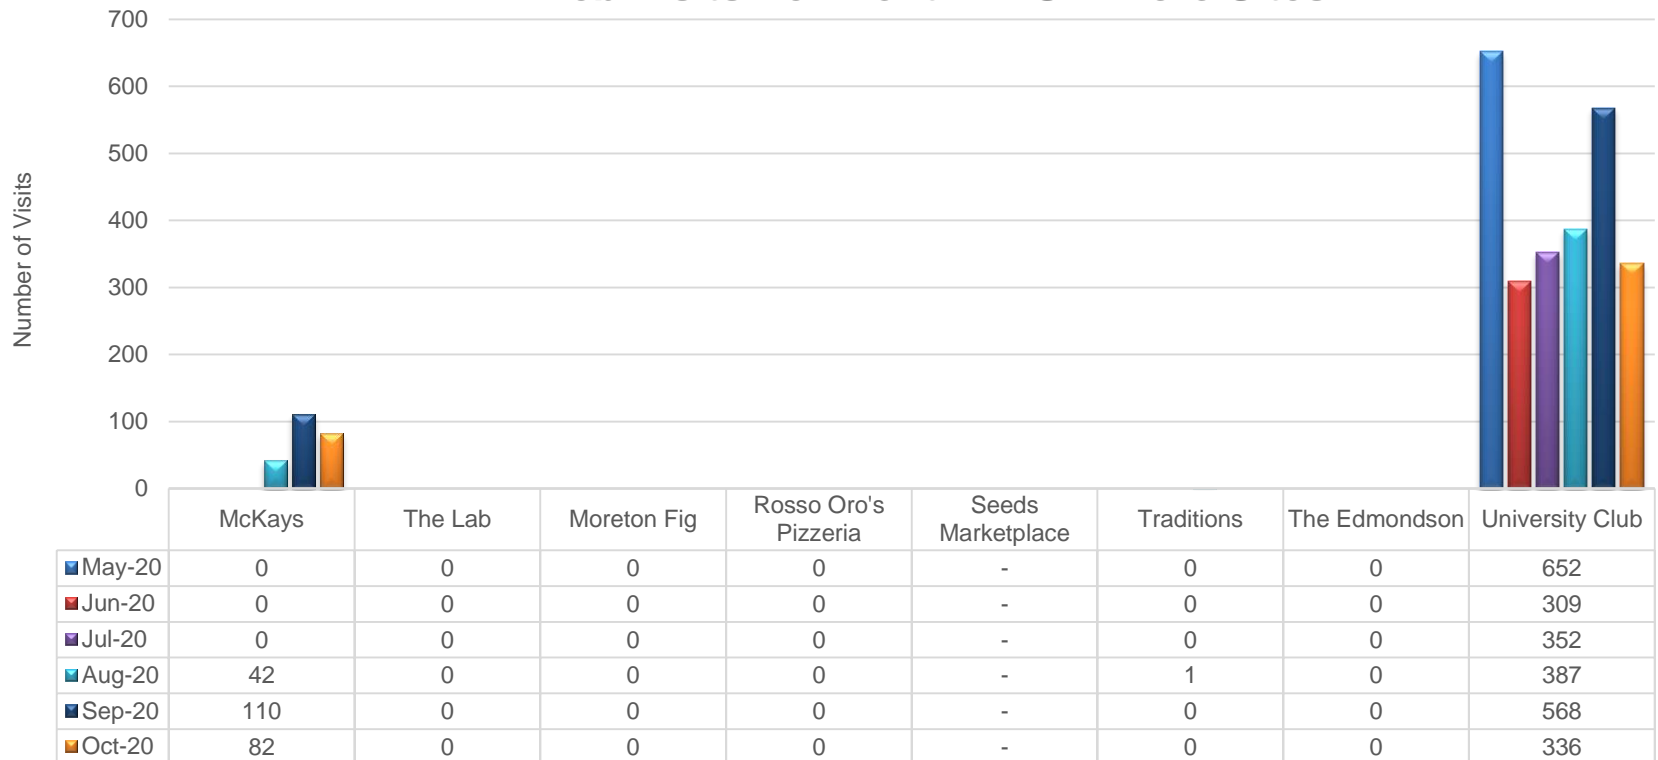 700
600
500
400
300
200
100
0
Number of Visits
McKays The Lab Moreton Fig Rosso Oro's Pizzeria Seeds Marketplace Traditions The Edmondson University Club
May-20 0 0 0 0 - 0 0 652
Jun-20 0 0 0 0 - 0 0 309
Jul-20 0 0 0 0 - 0 0 352
Aug-20 42 0 0 0 - 1 0 387
Sep-20 110 0 0 0 - 0 0 568
Oct-20 82 0 0 0 - 0 0 336